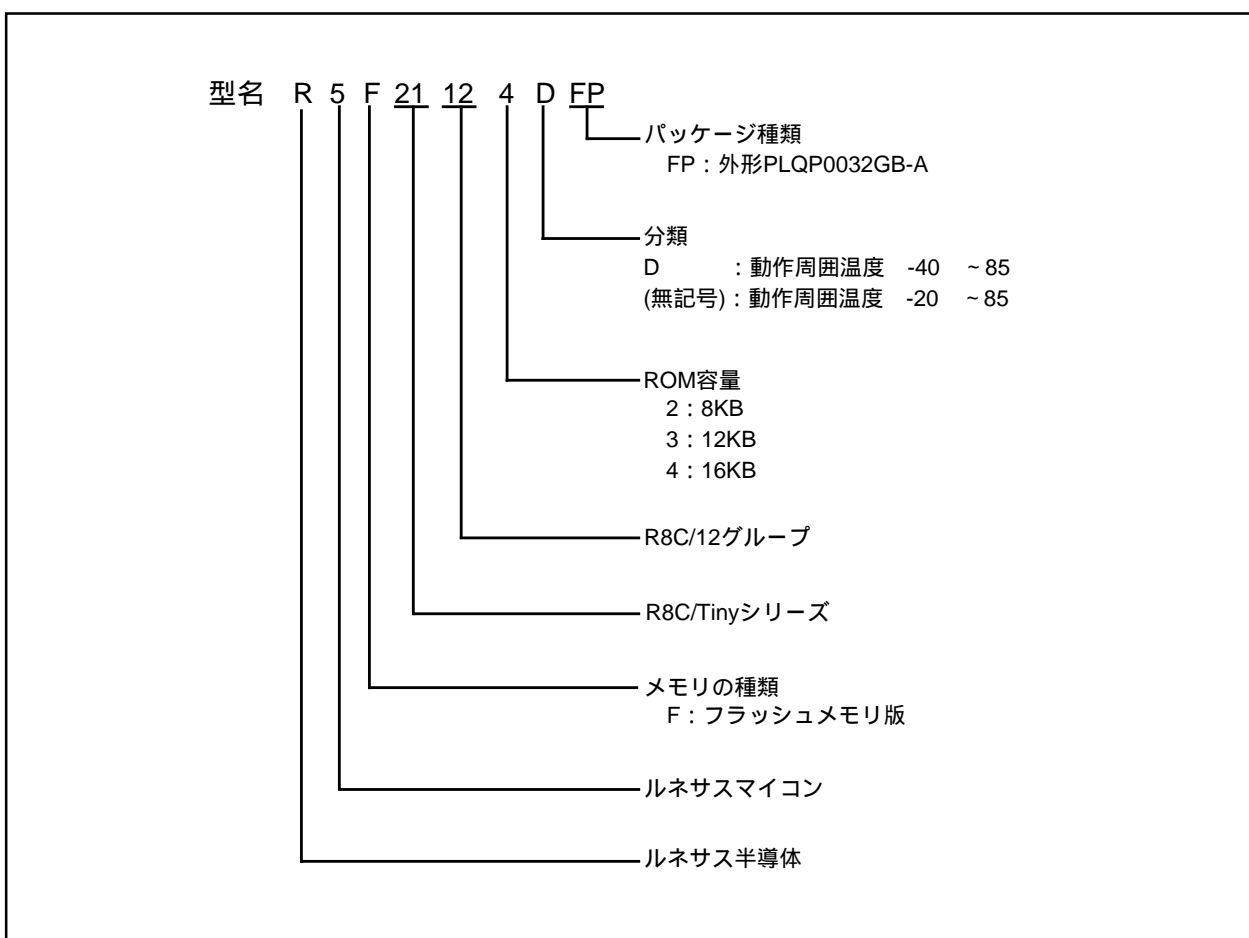 型名 R 5 F 21 12 4 D FP
パッケージ種類
FP：外形PLQP0032GB-A
分類
D ：動作周囲温度 -40 ～85
(無記号)：動作周囲温度 -20 ～85
ROM容量
2：8KB
3：12KB
4：16KB
R8C/12グループ
R8C/Tinyシリーズ
メモリの種類
F：フラッシュメモリ版
ルネサスマイコン
ルネサス半導体